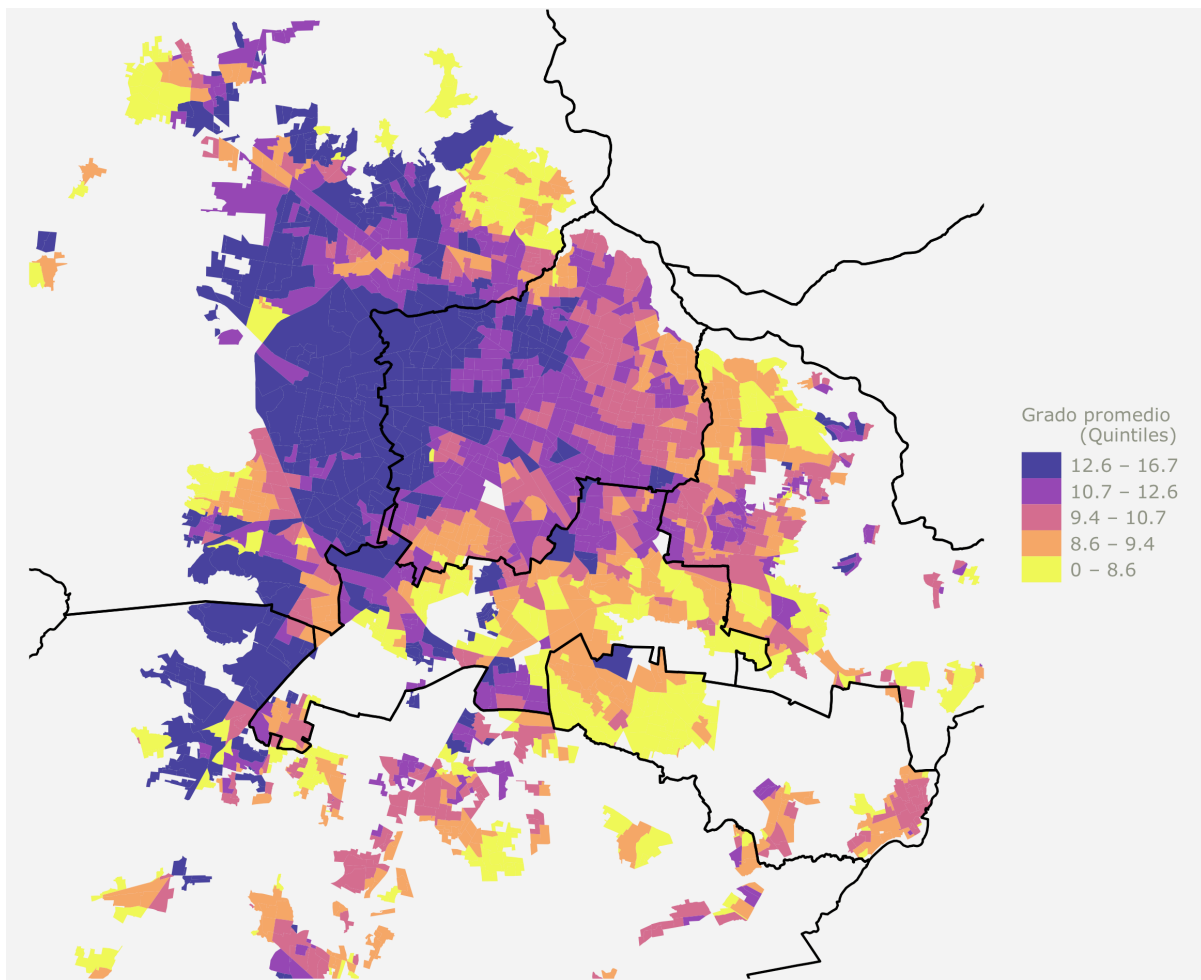 Grado promedio
(Quintiles)
12.6 – 16.7
10.7 – 12.6
9.4 – 10.7
8.6 – 9.4
0 – 8.6